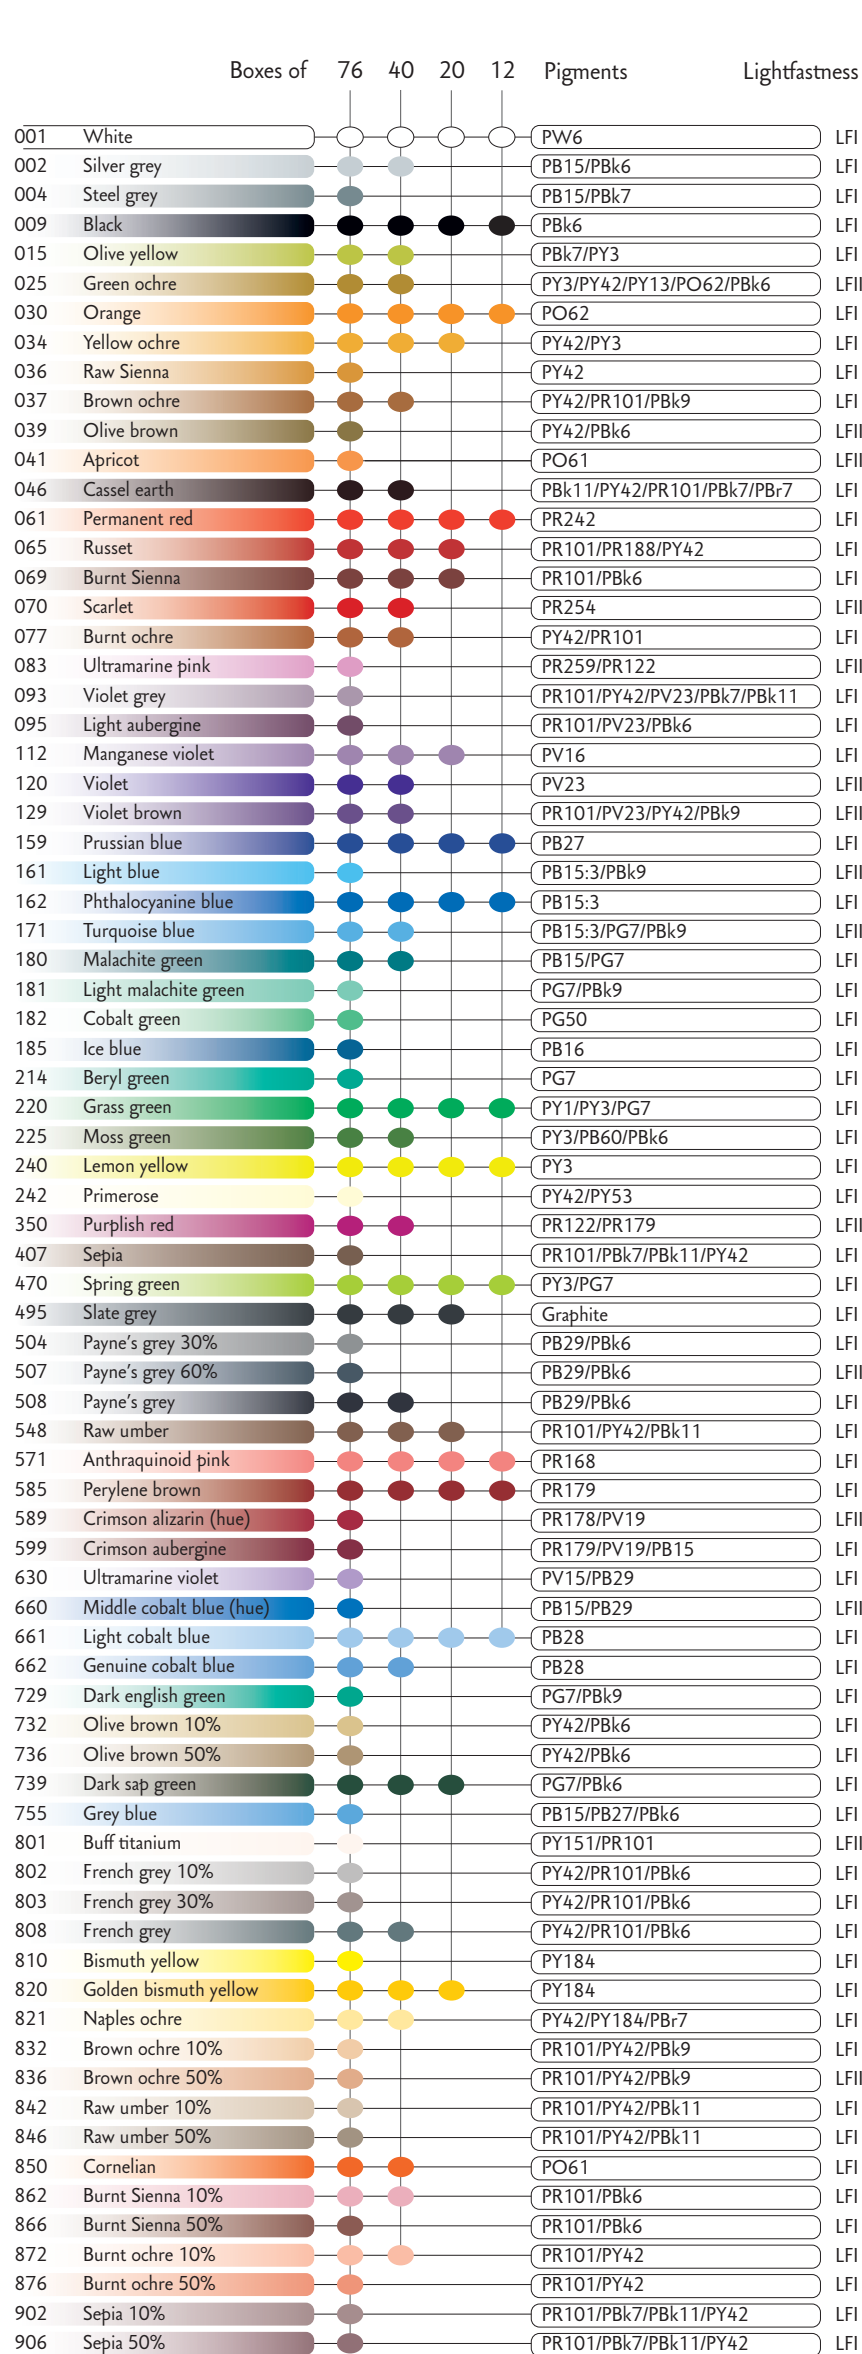 Boxes of 76 40 20 12 Pigments Lightfastness
001 White PW6 LFI
002 Silver grey PB15/PBk6 LFI
004 Steel grey PB15/PBk7 LFI
009 Black PBk6 LFI
015 Olive yellow PBk7/PY3 LFI
025 Green ochre PY3/PY42/PY13/PO62/PBk6 LFII
030 Orange PO62 LFI
034 Yellow ochre PY42/PY3 LFI
036 Raw Sienna PY42 LFI
037 Brown ochre PY42/PR101/PBk9 LFI
039 Olive brown PY42/PBk6 LFII
041 Apricot PO61 LFII
046 Cassel earth PBk11/PY42/PR101/PBk7/PBr7 LFI
061 Permanent red PR242 LFI
065 Russet PR101/PR188/PY42 LFI
069 Burnt Sienna PR101/PBk6 LFI
070 Scarlet PR254 LFII
077 Burnt ochre PY42/PR101 LFI
083 Ultramarine pink PR259/PR122 LFII
093 Violet grey PR101/PY42/PV23/PBk7/PBk11 LFI
095 Light aubergine PR101/PV23/PBk6 LFI
112 Manganese violet PV16 LFI
120 Violet PV23 LFII
129 Violet brown PR101/PV23/PY42/PBk9 LFII
159 Prussian blue PB27 LFI
161 Light blue PB15:3/PBk9 LFII
162 Phthalocyanine blue PB15:3 LFI
171 Turquoise blue PB15:3/PG7/PBk9 LFII
180 Malachite green PB15/PG7 LFI
181 Light malachite green PG7/PBk9 LFI
182 Cobalt green PG50 LFI
185 Ice blue PB16 LFI
214 Beryl green PG7 LFI
220 Grass green PY1/PY3/PG7 LFI
225 Moss green PY3/PB60/PBk6 LFI
240 Lemon yellow PY3 LFI
242 Primerose PY42/PY53 LFI
350 Purplish red PR122/PR179 LFII
407 Sepia PR101/PBk7/PBk11/PY42 LFI
470 Spring green PY3/PG7 LFI
495 Slate grey Graphite LFI
504 Payne's grey 30% PB29/PBk6 LFI
507 Payne's grey 60% PB29/PBk6 LFII
508 Payne's grey PB29/PBk6 LFI
548 Raw umber PR101/PY42/PBk11 LFI
571 Anthraquinoid pink PR168 LFI
585 Perylene brown PR179 LFI
589 Crimson alizarin (hue) PR178/PV19 LFII
599 Crimson aubergine PR179/PV19/PB15 LFI
630 Ultramarine violet PV15/PB29 LFI
660 Middle cobalt blue (hue) PB15/PB29 LFII
661 Light cobalt blue PB28 LFI
662 Genuine cobalt blue PB28 LFI
729 Dark english green PG7/PBk9 LFI
732 Olive brown 10% PY42/PBk6 LFI
736 Olive brown 50% PY42/PBk6 LFI
739 Dark sap green PG7/PBk6 LFI
755 Grey blue PB15/PB27/PBk6 LFI
801 Buff titanium PY151/PR101 LFII
802 French grey 10% PY42/PR101/PBk6 LFI
803 French grey 30% PY42/PR101/PBk6 LFI
808 French grey PY42/PR101/PBk6 LFI
810 Bismuth yellow PY184 LFI
820 Golden bismuth yellow PY184 LFI
821 Naples ochre PY42/PY184/PBr7 LFI
832 Brown ochre 10% PR101/PY42/PBk9 LFI
836 Brown ochre 50% PR101/PY42/PBk9 LFII
842 Raw umber 10% PR101/PY42/PBk11 LFI
846 Raw umber 50% PR101/PY42/PBk11 LFI
850 Cornelian PO61 LFI
862 Burnt Sienna 10% PR101/PBk6 LFI
866 Burnt Sienna 50% PR101/PBk6 LFI
872 Burnt ochre 10% PR101/PY42 LFI
876 Burnt ochre 50% PR101/PY42 LFI
902 Sepia 10% PR101/PBk7/PBk11/PY42 LFI
906 Sepia 50% PR101/PBk7/PBk11/PY42 LFI